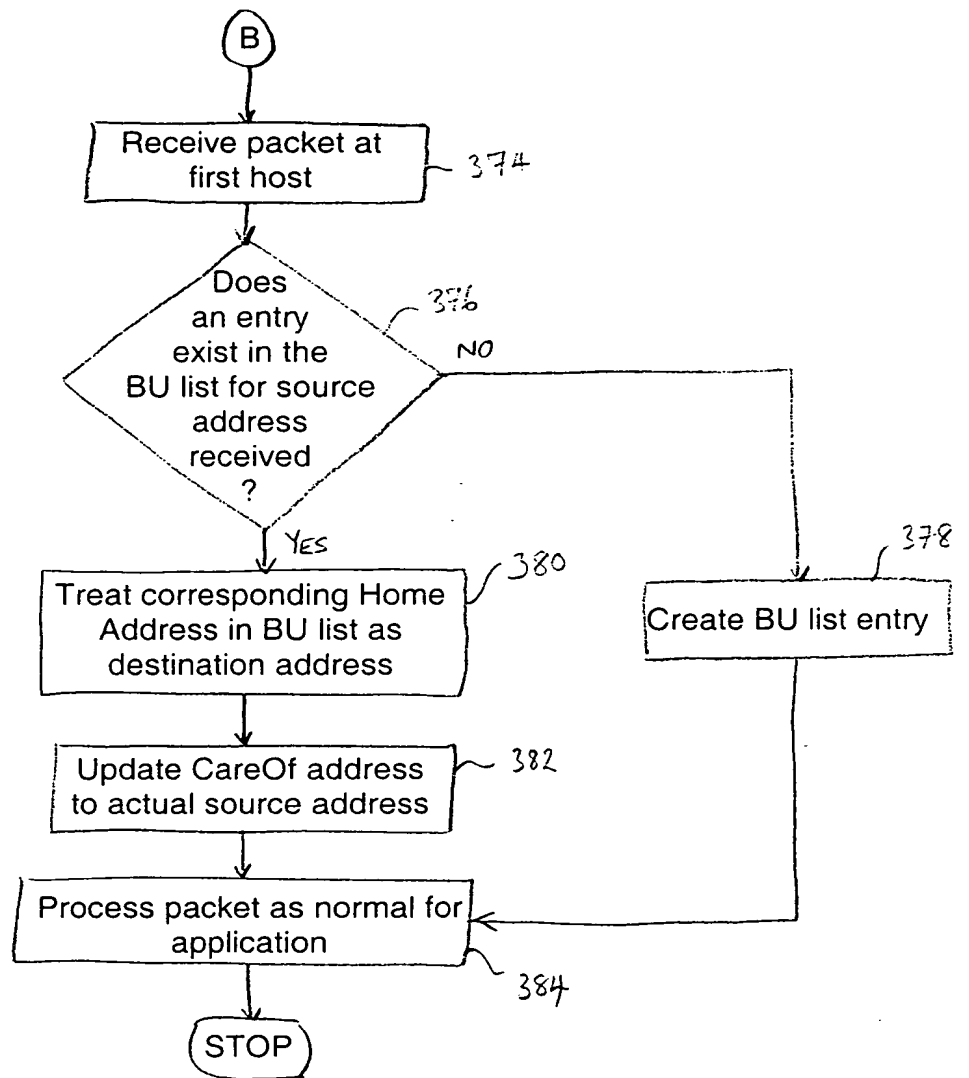 B
Receive packet at
first host
374
Does
an entry
exist in the
BU list for source
address
received
?
376
NO
YES
380
Treat corresponding Home
Address in BU list as
destination address
378
Create BU list entry
Update CareOf address
to actual source address
382
Process packet as normal for
application
384
STOP